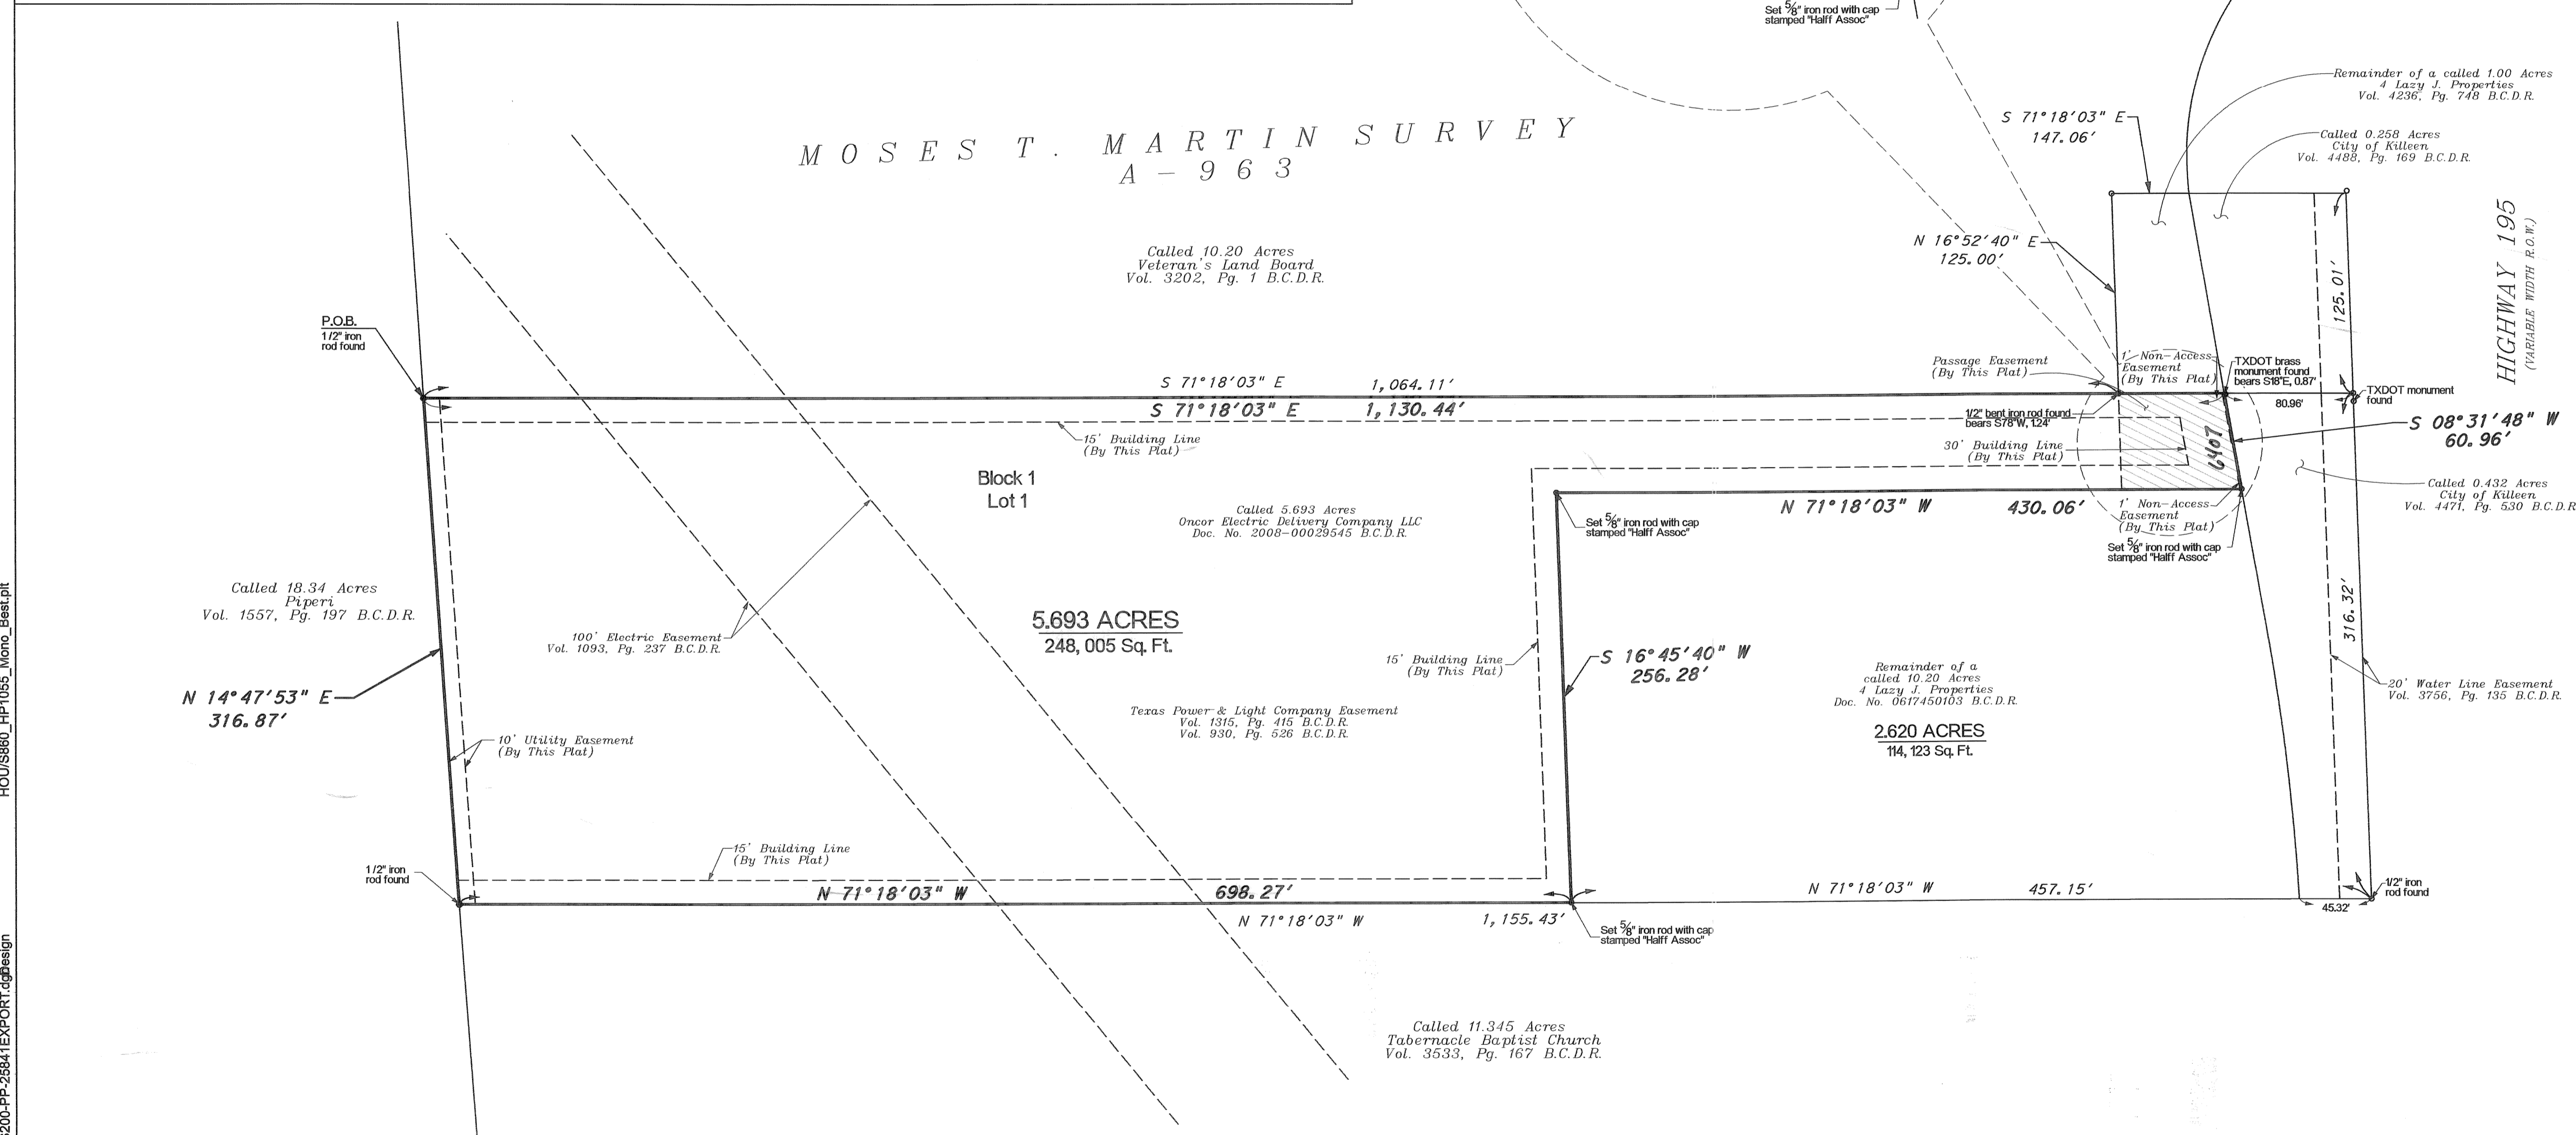 Set 5/8" iron rod with cap
stamped "Halff Assoc"
Remainder of a called 1.00 Acres
4 Lazy J. Properties
Vol. 4236, Pg. 748 B.C.D.R.
S 71°18'03" E
147.06'
Called 0.258 Acres
City of Killeen
Vol. 4488, Pg. 169 B.C.D.R.
MOSES T. MARTIN SURVEY
A-963
HIGHWAY 195
(VARIABLE WIDTH R.O.W.)
N 16°52'40" E
125.00'
125.01'
Called 10.20 Acres
Veteran's Land Board
Vol. 3202, Pg. 1 B.C.D.R.
P.O.B.
1/2" iron
rod found
Passage Easement
(By This Plat)
1' Non-Access
Easement
(By This Plat)
TXDOT brass
monument found
bears S18°E, 0.87'
TXDOT monument
found
80.96'
S 71°18'03" E 1,064.11'
S 71°18'03" E 1,130.44'
1/2" bent iron rod found
bears S78°W, 1.24'
S 08°31'48" W
60.96'
15' Building Line
(By This Plat)
30' Building Line
(By This Plat)
6407
Block 1
Lot 1
Called 5.693 Acres
Oncor Electric Delivery Company LLC
Doc. No. 2008-00029545 B.C.D.R.
N 71°18'03" W 430.06'
1' Non-Access
Easement
(By This Plat)
Called 0.432 Acres
City of Killeen
Vol. 4471, Pg. 530 B.C.D.R
Set 5/8" iron rod with cap
stamped "Halff Assoc"
Set 5/8" iron rod with cap
stamped "Halff Assoc"
Called 18.34 Acres
Piperi
Vol. 1557, Pg. 197 B.C.D.R.
100' Electric Easement
Vol. 1093, Pg. 237 B.C.D.R.
5.693 ACRES
248,005 Sq. Ft.
316.32'
15' Building Line
(By This Plat)
S 16°45'40" W
256.28'
Remainder of a
called 10.20 Acres
4 Lazy J. Properties
Doc. No. 0617450103 B.C.D.R.
2.620 ACRES
114,123 Sq. Ft.
20' Water Line Easement
Vol. 3756, Pg. 135 B.C.D.R.
N 14°47'53" E
316.87'
10' Utility Easement
(By This Plat)
Texas Power & Light Company Easement
Vol. 1315, Pg. 415 B.C.D.R.
Vol. 930, Pg. 526 B.C.D.R.
15' Building Line
(By This Plat)
1/2" iron
rod found
N 71°18'03" W 698.27'
N 71°18'03" W 1,155.43'
N 71°18'03" W 457.15'
45.32'
1/2" iron
rod found
Set 5/8" iron rod with cap
stamped "Halff Assoc"
Called 11.345 Acres
Tabernacle Baptist Church
Vol. 3533, Pg. 167 B.C.D.R.
HOU/S860_HP1055_Mono_Best.plt